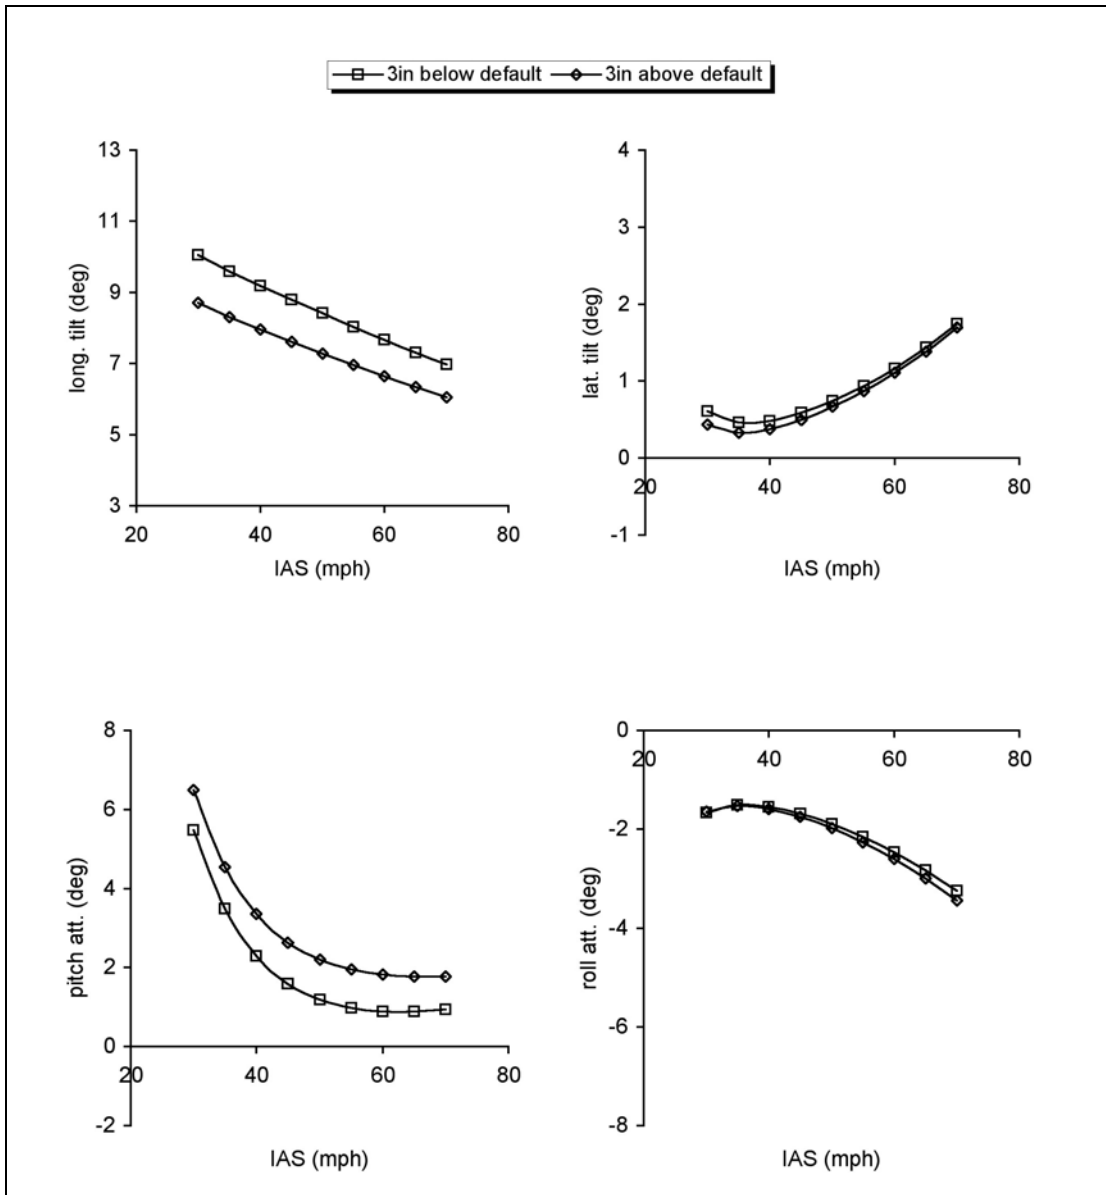 3in below default 3in above default
13
11
9
7
5
3
20 40 60 80
long. tilt (deg)
IAS (mph)
4
3
2
1
0
-1
20 40 60 80
lat. tilt (deg)
IAS (mph)
8
6
4
2
0
-2
20 40 60 80
pitch att. (deg)
IAS (mph)
0
-2
-4
-6
-8
20 40 60 80
roll att. (deg)
IAS (mph)